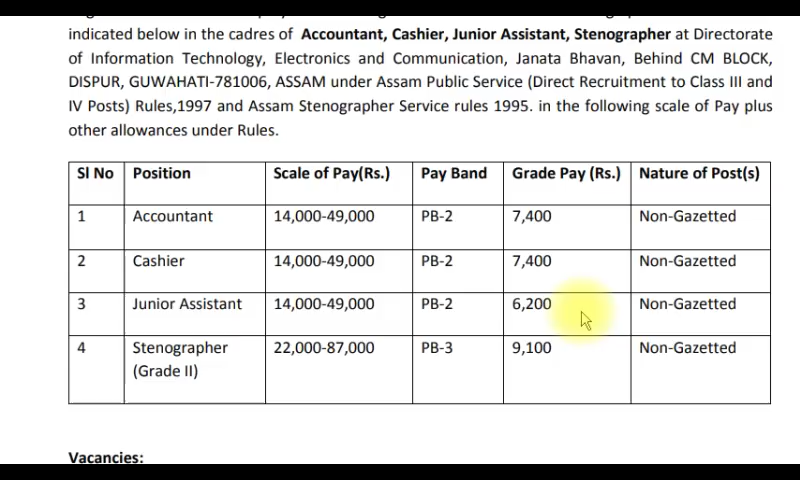 indicated below in the cadres of Accountant, Cashier, Junior Assistant, Stenographer at Directorate
of Information Technology, Electronics and Communication, Janata Bhavan, Behind CM BLOCK,
DISPUR, GUWAHATI-781006, ASSAM under Assam Public Service (Direct Recruitment to Class III and
IV Posts) Rules,1997 and Assam Stenographer Service rules 1995. in the following scale of Pay plus
other allowances under Rules.
Sl No Position Scale of Pay(Rs.) Pay Band Grade Pay (Rs.) Nature of Post(s)
1 Accountant 14,000-49,000 PB-2 7,400 Non-Gazetted
2 Cashier 14,000-49,000 PB-2 7,400 Non-Gazetted
3 Junior Assistant 14,000-49,000 PB-2 6,200 Non-Gazetted
4 Stenographer 22,000-87,000 PB-3 9,100 Non-Gazetted
(Grade II)
Vacancies: